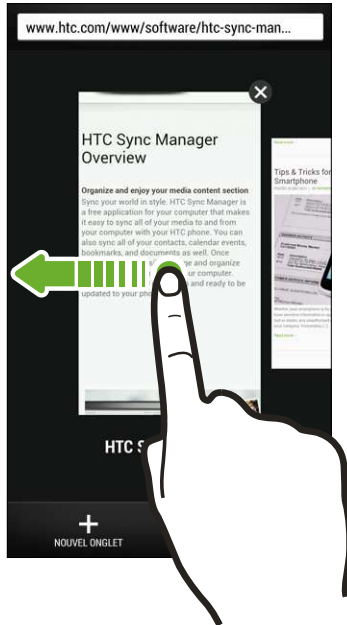 www.htc.com/www/software/htc-sync-man...
HTC Sync Manager
Overview
Organize and enjoy your media content section
Sync your world in style. HTC Sync Manager is
a free application for your computer that makes
it easy to sync all of your media to and from
your computer with your HTC phone. You can
also sync all of your contacts, calendar events,
bookmarks, and documents as well. Once
and organize
ur computer.
and ready to be
updated to your pho
Tips & Tricks for
Smartphone
HTC S
NOUVEL ONGLET